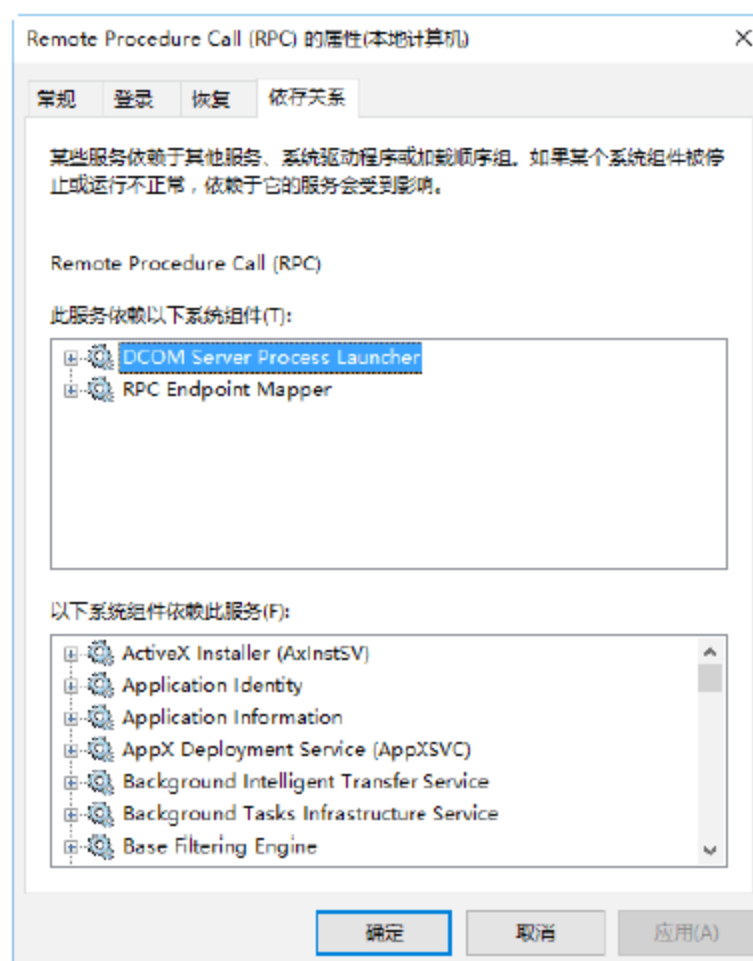 Remote Procedure Call (RPC) 的属性(本地计算机)
常规 登录 恢复 依存关系
某些服务依赖于其他服务、系统驱动程序或加载顺序组。如果某个系统组件被停
止或运行不正常，依赖于它的服务会受到影响。
Remote Procedure Call (RPC)
此服务依赖以下系统组件(T):
DCOM Server Process Launcher
RPC Endpoint Mapper
以下系统组件依赖此服务(F):
ActiveX Installer (AxInstSV)
Application Identity
Application Information
AppX Deployment Service (AppXSVC)
Background Intelligent Transfer Service
Background Tasks Infrastructure Service
Base Filtering Engine
确定 取消 应用(A)